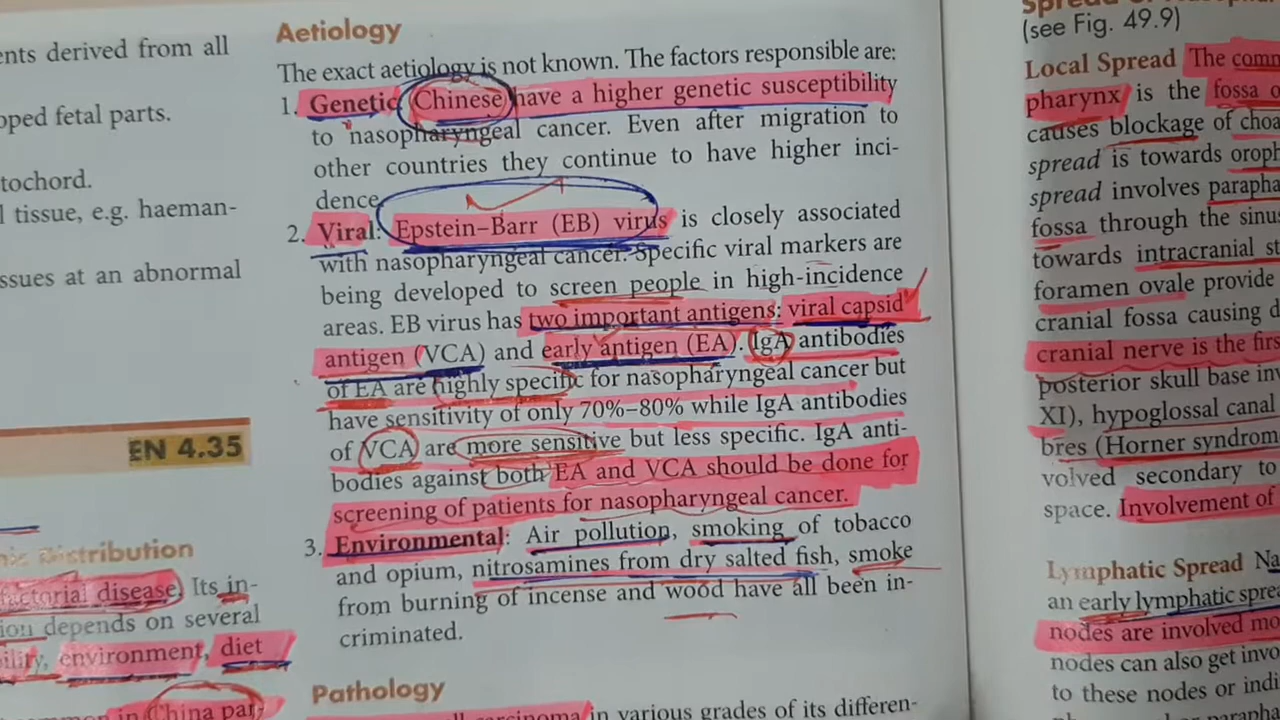 ents derived from all
oped fetal parts.
tochord.
l tissue, e.g. haeman-
ssues at an abnormal
EN 4.35
Distribution
factorial disease. Its in-
ion depends on several
ility, environment, diet
in China par-
Aetiology
The exact aetiology is not known. The factors responsible are:
1. Genetic. Chinese have a higher genetic susceptibility
to nasopharyngeal cancer. Even after migration to
other countries they continue to have higher inci-
dence.
2. Viral: Epstein–Barr (EB) virus is closely associated
with nasopharyngeal cancer. Specific viral markers are
being developed to screen people in high-incidence
areas. EB virus has two important antigens: viral capsid
antigen (VCA) and early antigen (EA). IgA antibodies
of EA are highly specific for nasopharyngeal cancer but
have sensitivity of only 70%–80% while IgA antibodies
of VCA are more sensitive but less specific. IgA anti-
bodies against both EA and VCA should be done for
screening of patients for nasopharyngeal cancer.
3. Environmental: Air pollution, smoking of tobacco
and opium, nitrosamines from dry salted fish, smoke
from burning of incense and wood have all been in-
criminated.
Pathology
carcinoma in various grades of its differen-
(see Fig. 49.9)
Local Spread The comm
pharynx is the fossa o
causes blockage of choa
spread is towards oroph
spread involves parapha
fossa through the sinu
towards intracranial st
foramen ovale provide
cranial fossa causing d
cranial nerve is the firs
posterior skull base inv
XI), hypoglossal canal
bres (Horner syndrom
volved secondary to
space. Involvement of
Lymphatic Spread Na
an early lymphatic sprea
nodes are involved mo
nodes can also get invo
to these nodes or indi